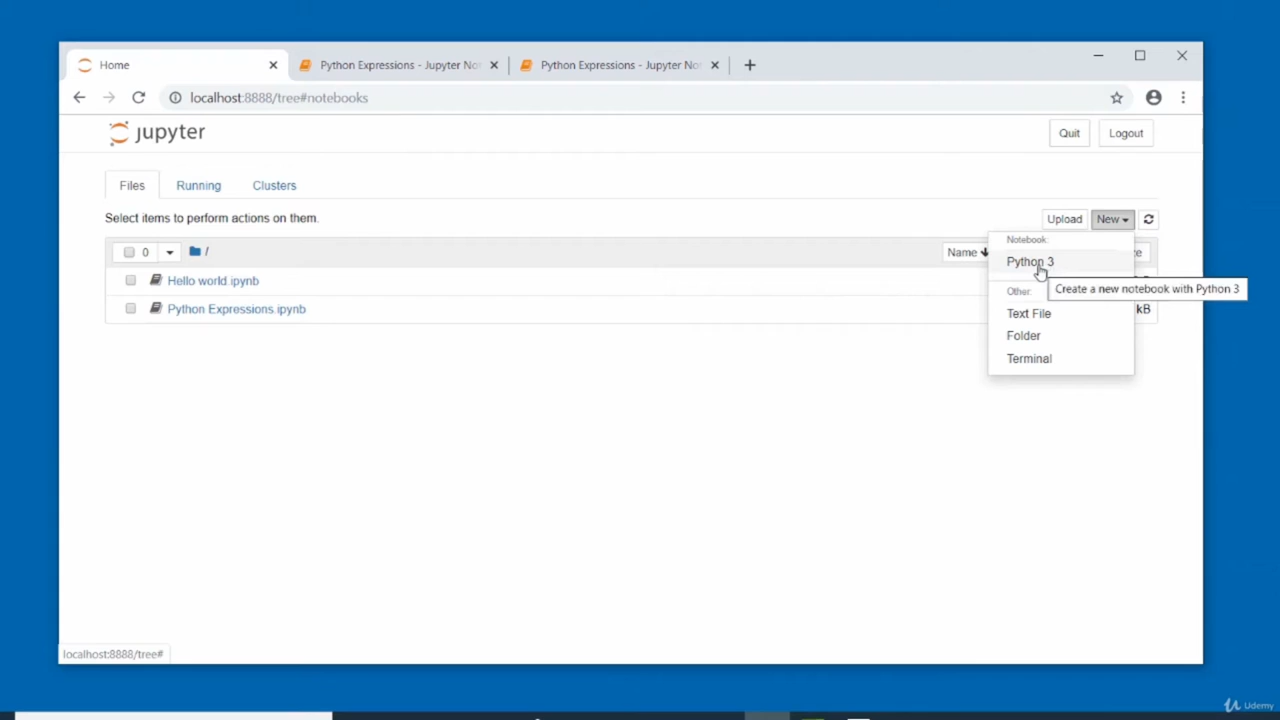 Home
Python Expressions - Jupyter No
Python Expressions - Jupyter No
localhost:8888/tree#notebooks
jupyter
Quit
Logout
Files
Running
Clusters
Select items to perform actions on them.
Upload
New
Notebook:
0
/
Name
Python 3
Create a new notebook with Python 3
Hello world.ipynb
Other:
Python Expressions.ipynb
kB
Text File
Folder
Terminal
localhost:8888/tree#
Udemy